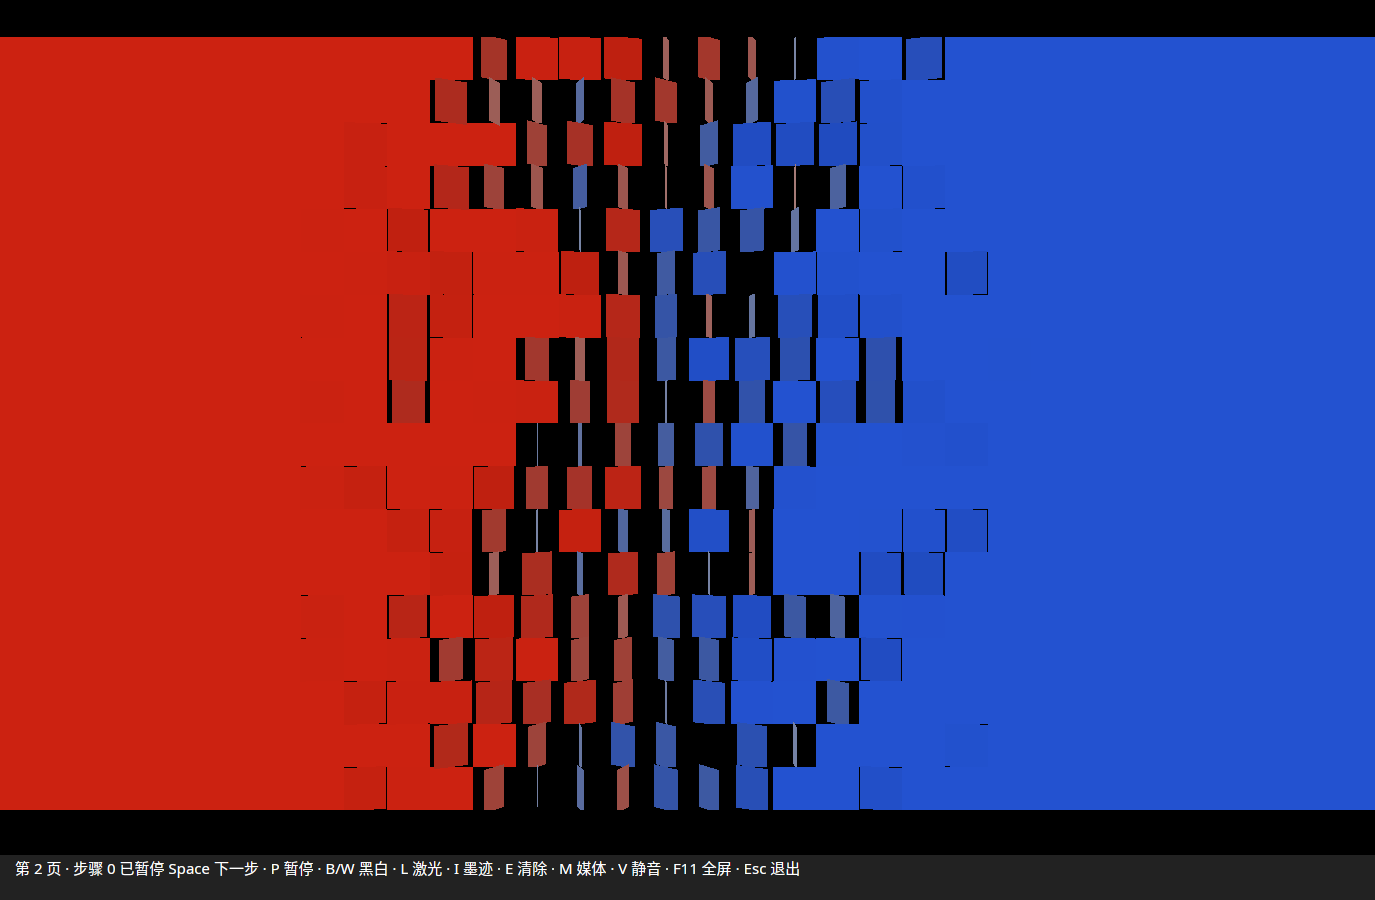 第 2 页 · 步骤 0 已暂停 Space 下一步 · P 暂停 · B/W 黑白 · L 激光 · I 墨迹 · E 清除 · M 媒体 · V 静音 · F11 全屏 · Esc 退出